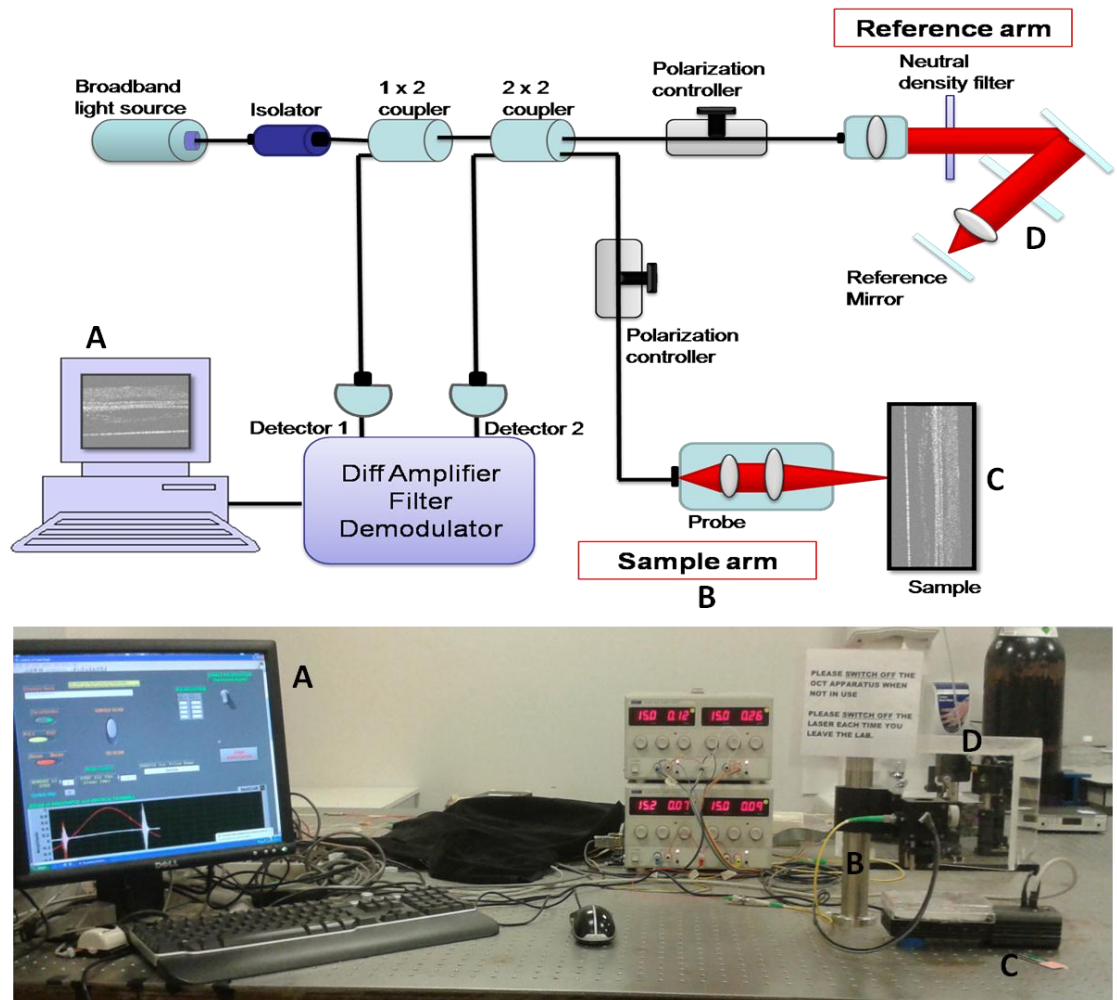 Reference arm
Broadband
light source
Isolator
1 x 2
coupler
2 x 2
coupler
Polarization
controller
Neutral
density filter
D
Reference
Mirror
A
Polarization
controller
Detector 1
Detector 2
Diff Amplifier
Filter
Demodulator
Probe
C
Sample arm
B
Sample
A
PLEASE SWITCH OFF THE
OCT APPARATUS WHEN
NOT IN USE
PLEASE SWITCH OFF THE
LASER EACH TIME YOU
LEAVE THE LAB.
D
15.0 0.12 15.0 0.26
15.2 0.07 15.0 0.09
B
DELL
C